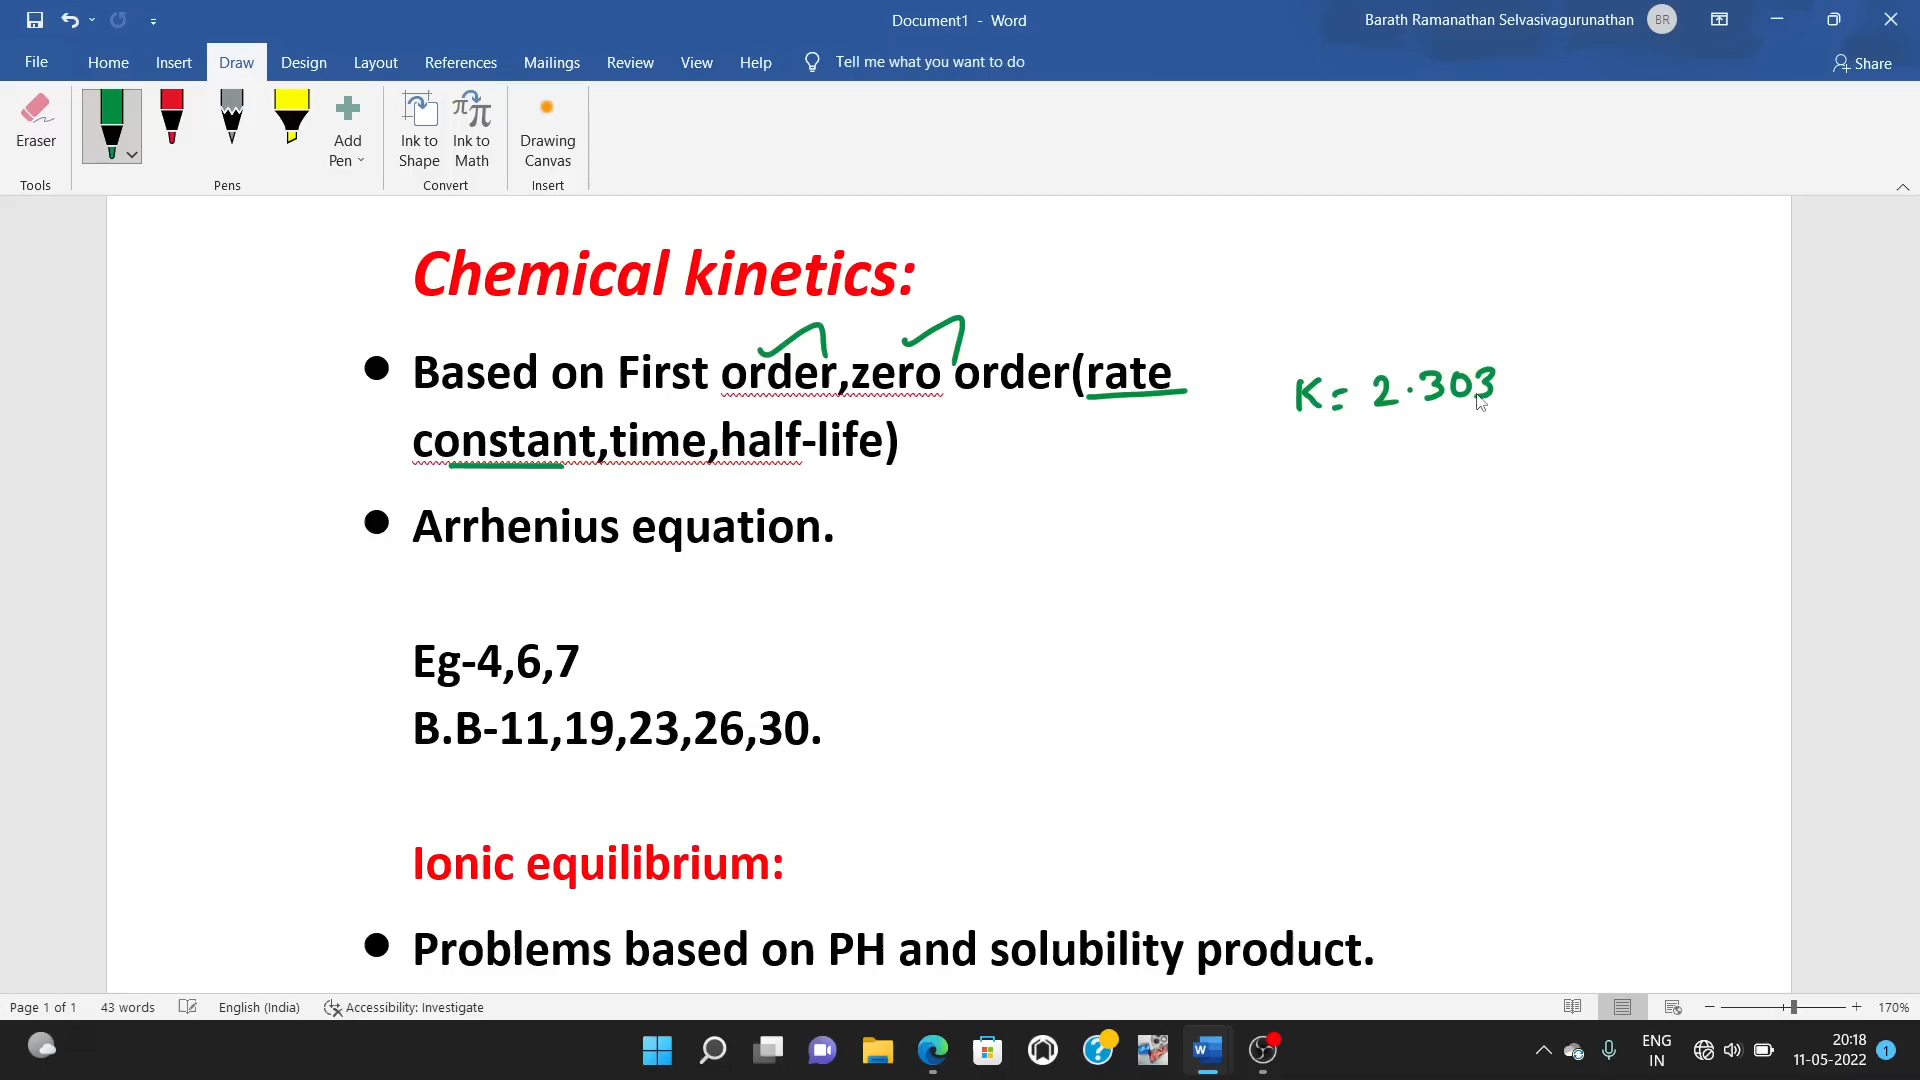 Document1 - Word
Barath Ramanathan Selvasivagurunathan
BR
File
Home
Insert
Draw
Design
Layout
References
Mailings
Review
View
Help
Tell me what you want to do
Share
Eraser
Add
Pen
Ink to
Shape
Ink to
Math
Drawing
Canvas
Tools
Pens
Convert
Insert
Chemical kinetics:
Based on First order,zero order(rate
constant,time,half-life)
K = 2.303
Arrhenius equation.
Eg-4,6,7
B.B-11,19,23,26,30.
Ionic equilibrium:
Problems based on PH and solubility product.
Page 1 of 1
43 words
English (India)
Accessibility: Investigate
170%
ENG
IN
20:18
11-05-2022
1